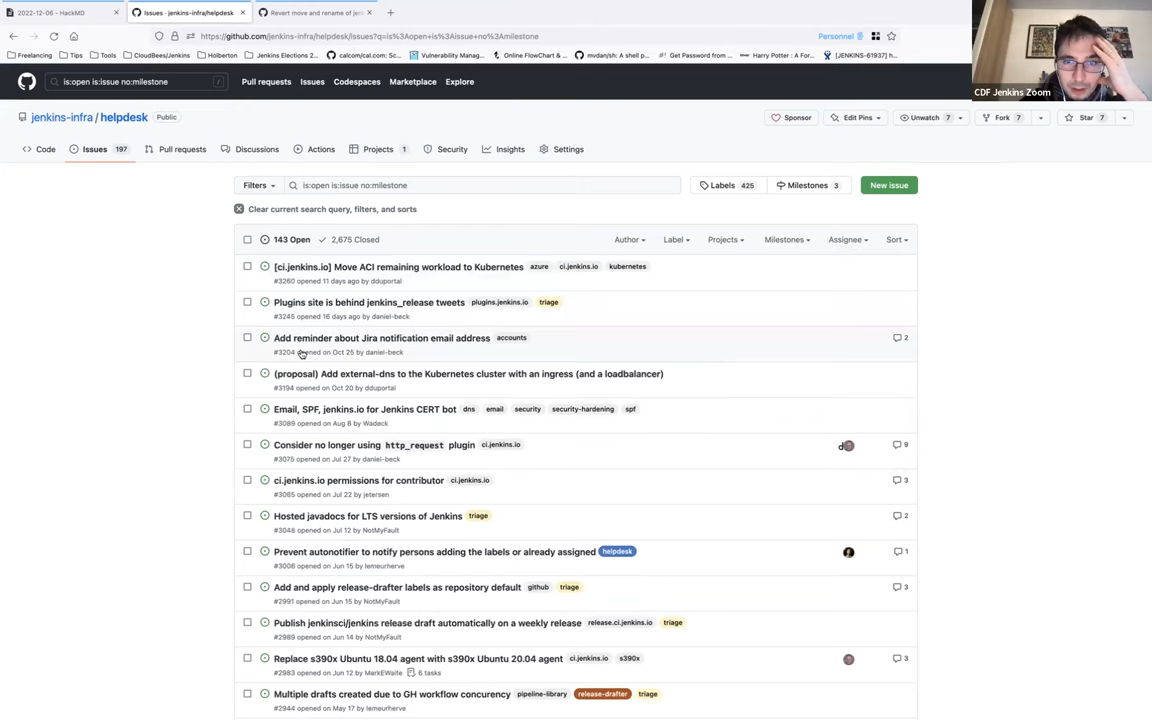 2022-12-06 - HackMD
Issues · jenkins-infra/helpdesk
Revert move and rename of jen
https://github.com/jenkins-infra/helpdesk/issues?q=is%3Aopen+is%3Aissue+no%3Amilestone
Personnel
Freelancing
Tips
Tools
CloudBees/Jenkins
Holberton
Jenkins Elections 2...
calcom/cal.com: Sc...
Vulnerability Manag...
Online FlowChart & ...
mvdan/sh: A shell p...
Get Password from ...
Harry Potter : A For...
[JENKINS-61937] h...
CDF Jenkins Zoom
is:open is:issue no:milestone
/
Pull requests
Issues
Codespaces
Marketplace
Explore
jenkins-infra / helpdesk
Public
Sponsor
Edit Pins
Unwatch 7
Fork 7
Star 7
Code
Issues 197
Pull requests
Discussions
Actions
Projects 1
Security
Insights
Settings
Filters
is:open is:issue no:milestone
Labels 425
Milestones 3
New issue
Clear current search query, filters, and sorts
143 Open
2,675 Closed
Author
Label
Projects
Milestones
Assignee
Sort
[ci.jenkins.io] Move ACI remaining workload to Kubernetes azure ci.jenkins.io kubernetes
#3260 opened 11 days ago by dduportal
Plugins site is behind jenkins_release tweets plugins.jenkins.io triage
#3245 opened 16 days ago by daniel-beck
Add reminder about Jira notification email address accounts 2
#3204 opened on Oct 25 by daniel-beck
(proposal) Add external-dns to the Kubernetes cluster with an ingress (and a loadbalancer)
#3194 opened on Oct 20 by dduportal
Email, SPF, jenkins.io for Jenkins CERT bot dns email security security-hardening spf
#3089 opened on Aug 8 by Wadeck
Consider no longer using http_request plugin ci.jenkins.io 9
#3075 opened on Jul 27 by daniel-beck
ci.jenkins.io permissions for contributor ci.jenkins.io 3
#3065 opened on Jul 22 by jetersen
Hosted javadocs for LTS versions of Jenkins triage 2
#3048 opened on Jul 12 by NotMyFault
Prevent autonotifier to notify persons adding the labels or already assigned helpdesk 1
#3006 opened on Jun 15 by lemeurherve
Add and apply release-drafter labels as repository default github triage 3
#2991 opened on Jun 15 by NotMyFault
Publish jenkinsci/jenkins release draft automatically on a weekly release release.ci.jenkins.io triage
#2989 opened on Jun 14 by NotMyFault
Replace s390x Ubuntu 18.04 agent with s390x Ubuntu 20.04 agent ci.jenkins.io s390x 3
#2983 opened on Jun 12 by MarkEWaite 6 tasks
Multiple drafts created due to GH workflow concurency pipeline-library release-drafter triage
#2944 opened on May 17 by lemeurherve